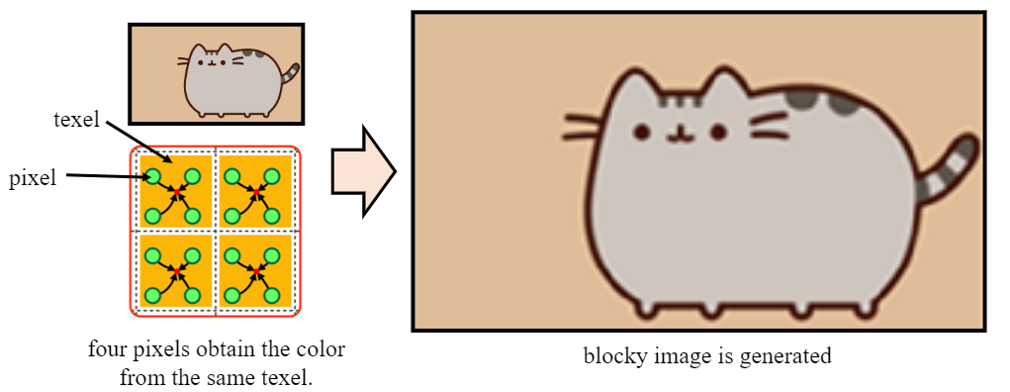 texel
pixel
four pixels obtain the color
from the same texel.
blocky image is generated